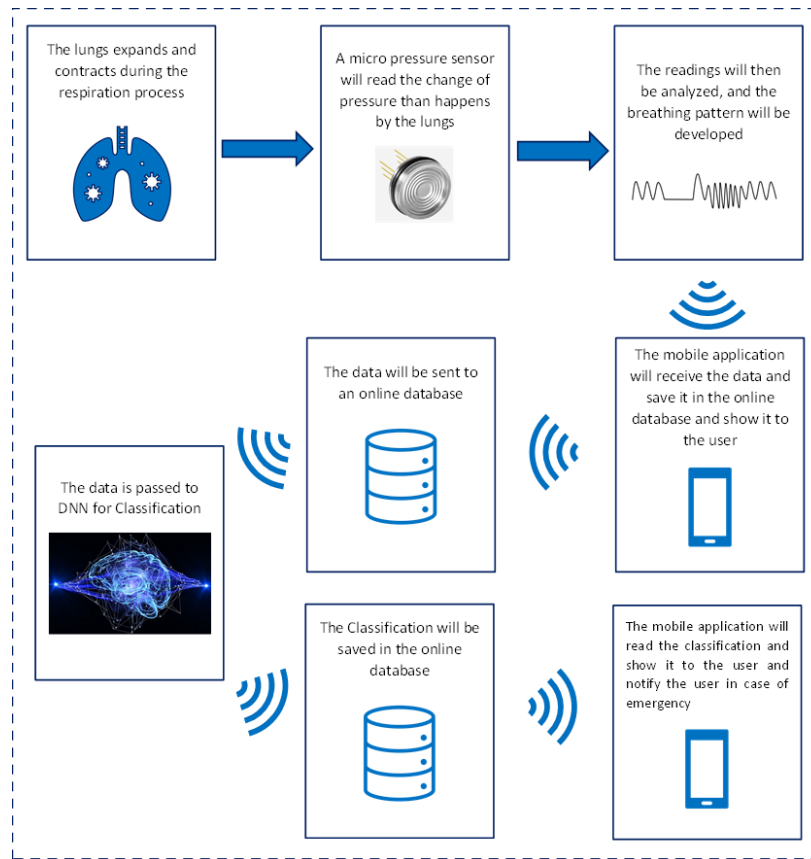 The lungs expands and
contracts during the
respiration process
A micro pressure sensor
will read the change of
pressure than happens
by the lungs
The readings will then
be analyzed, and the
breathing pattern will be
developed
The mobile application
will receive the data and
save it in the online
database and show it to
the user
The data will be sent to
an online database
The data is passed to
DNN for Classification
The Classification will be
saved in the online
database
The mobile application will
read the classification and
show it to the user and
notify the user in case of
emergency